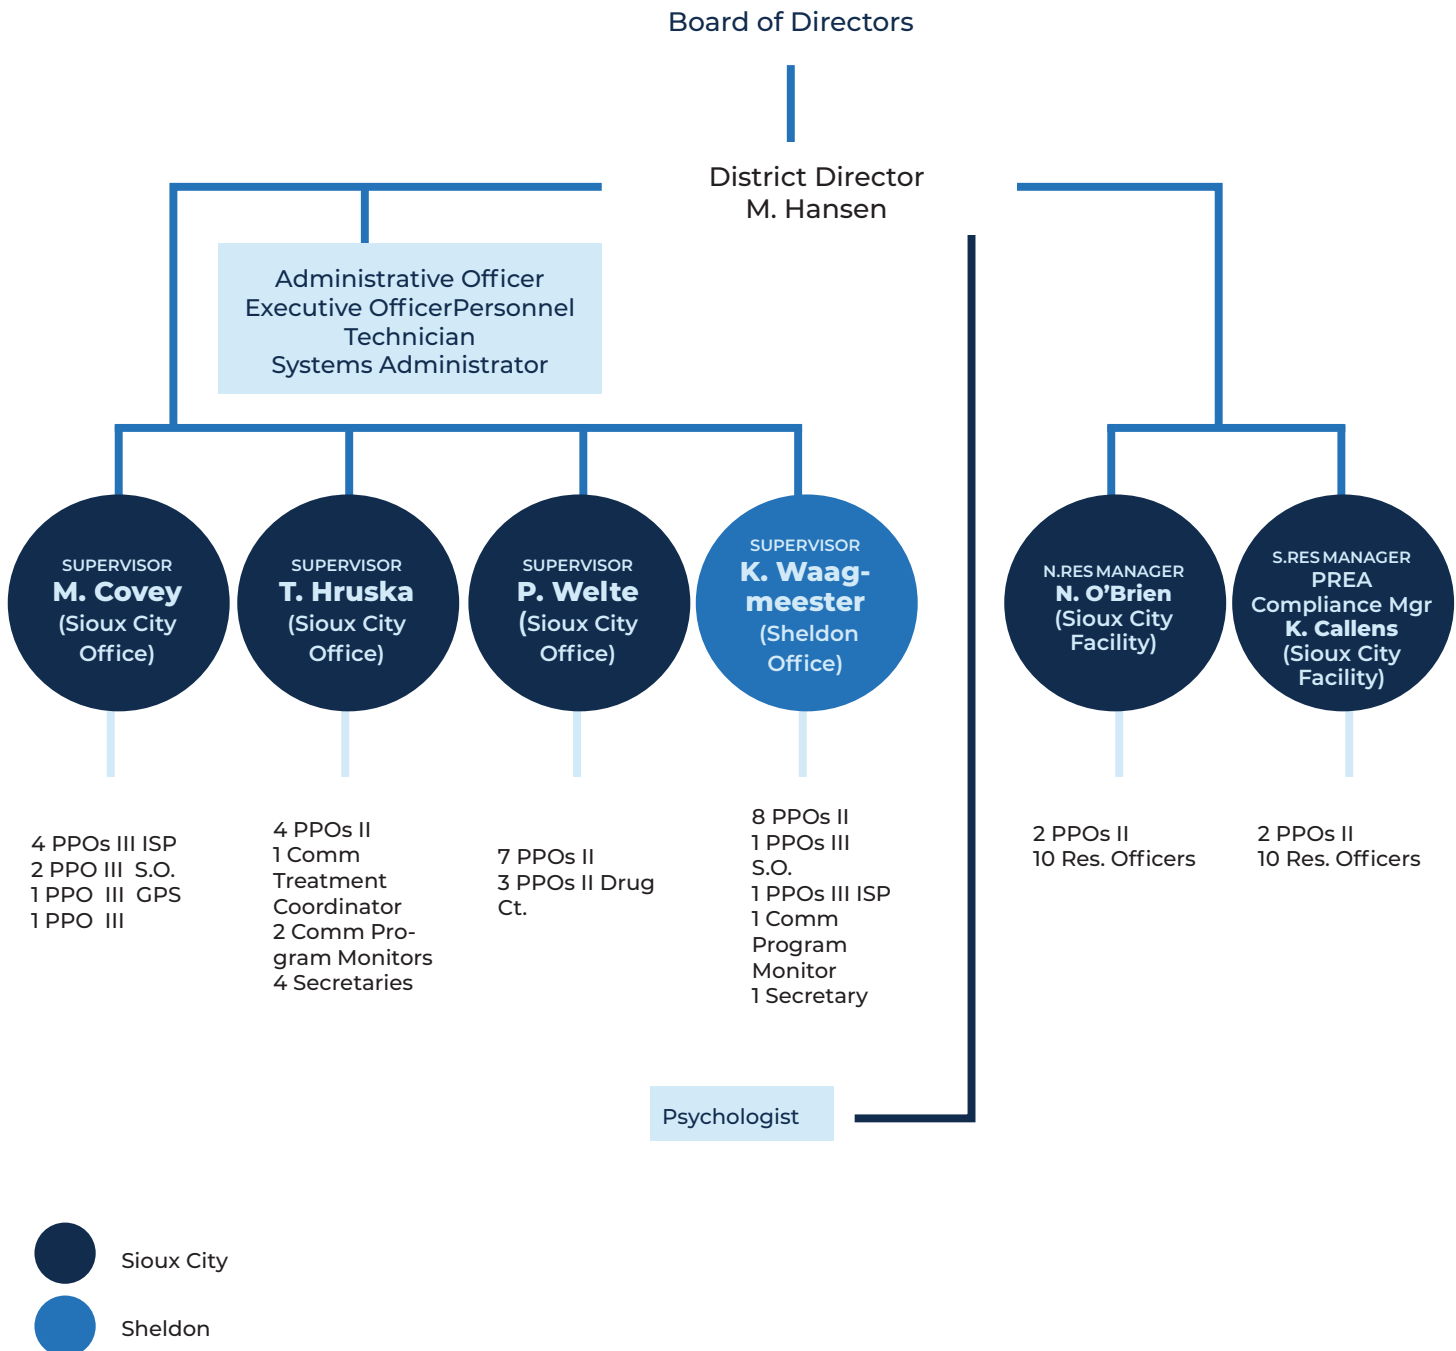 Board of Directors
District Director
M. Hansen
Administrative Officer
Executive OfficerPersonnel
Technician
Systems Administrator
SUPERVISOR
M. Covey
(Sioux City
Office)
SUPERVISOR
T. Hruska
(Sioux City
Office)
SUPERVISOR
P. Welte
(Sioux City
Office)
SUPERVISOR
K. Waag-
meester
(Sheldon
Office)
N.RES MANAGER
N. O’Brien
(Sioux City
Facility)
S.RES MANAGER
PREA
Compliance Mgr
K. Callens
(Sioux City
Facility)
4 PPOs III ISP
2 PPO III S.O.
1 PPO III GPS
1 PPO III
4 PPOs II
1 Comm
Treatment
Coordinator
2 Comm Pro-
gram Monitors
4 Secretaries
7 PPOs II
3 PPOs II Drug
Ct.
8 PPOs II
1 PPOs III
S.O.
1 PPOs III ISP
1 Comm
Program
Monitor
1 Secretary
2 PPOs II
10 Res. Officers
2 PPOs II
10 Res. Officers
Psychologist
Sioux City
Sheldon